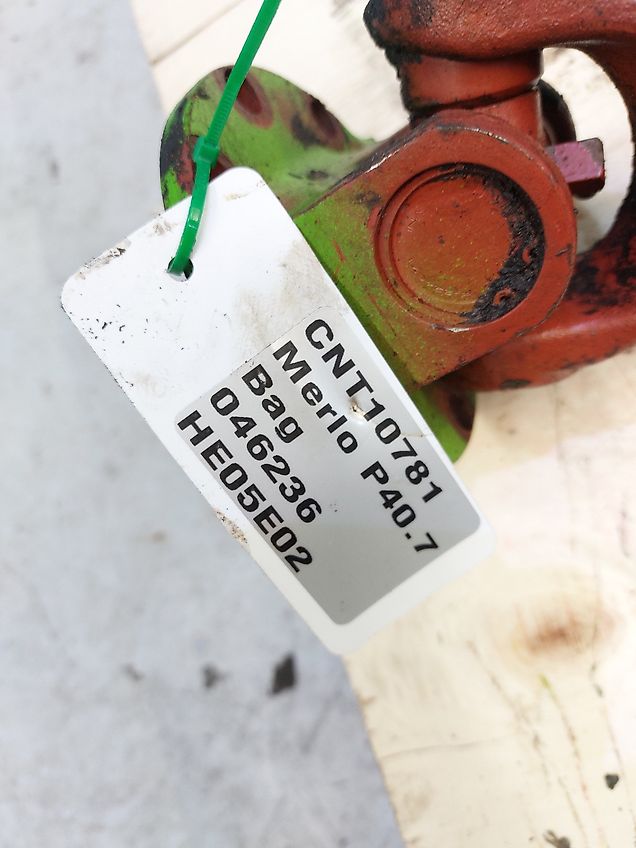 CNT10781
Merlo P40.7
Bag
046236
HE05E02